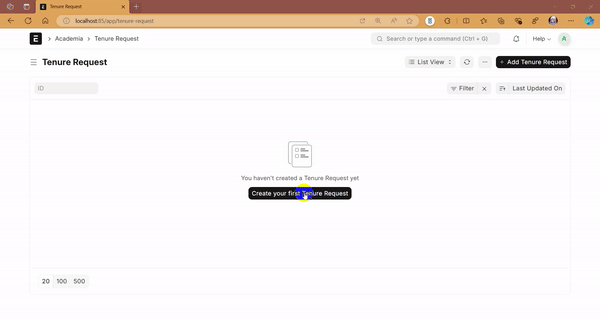 Tenure Request
localhost:85/app/tenure-request
E > Academia > Tenure Request
Search or type a command (Ctrl + G)
Help
A
Tenure Request
List View
+ Add Tenure Request
ID
Filter
Last Updated On
You haven't created a Tenure Request yet
Create your first Tenure Request
20 100 500